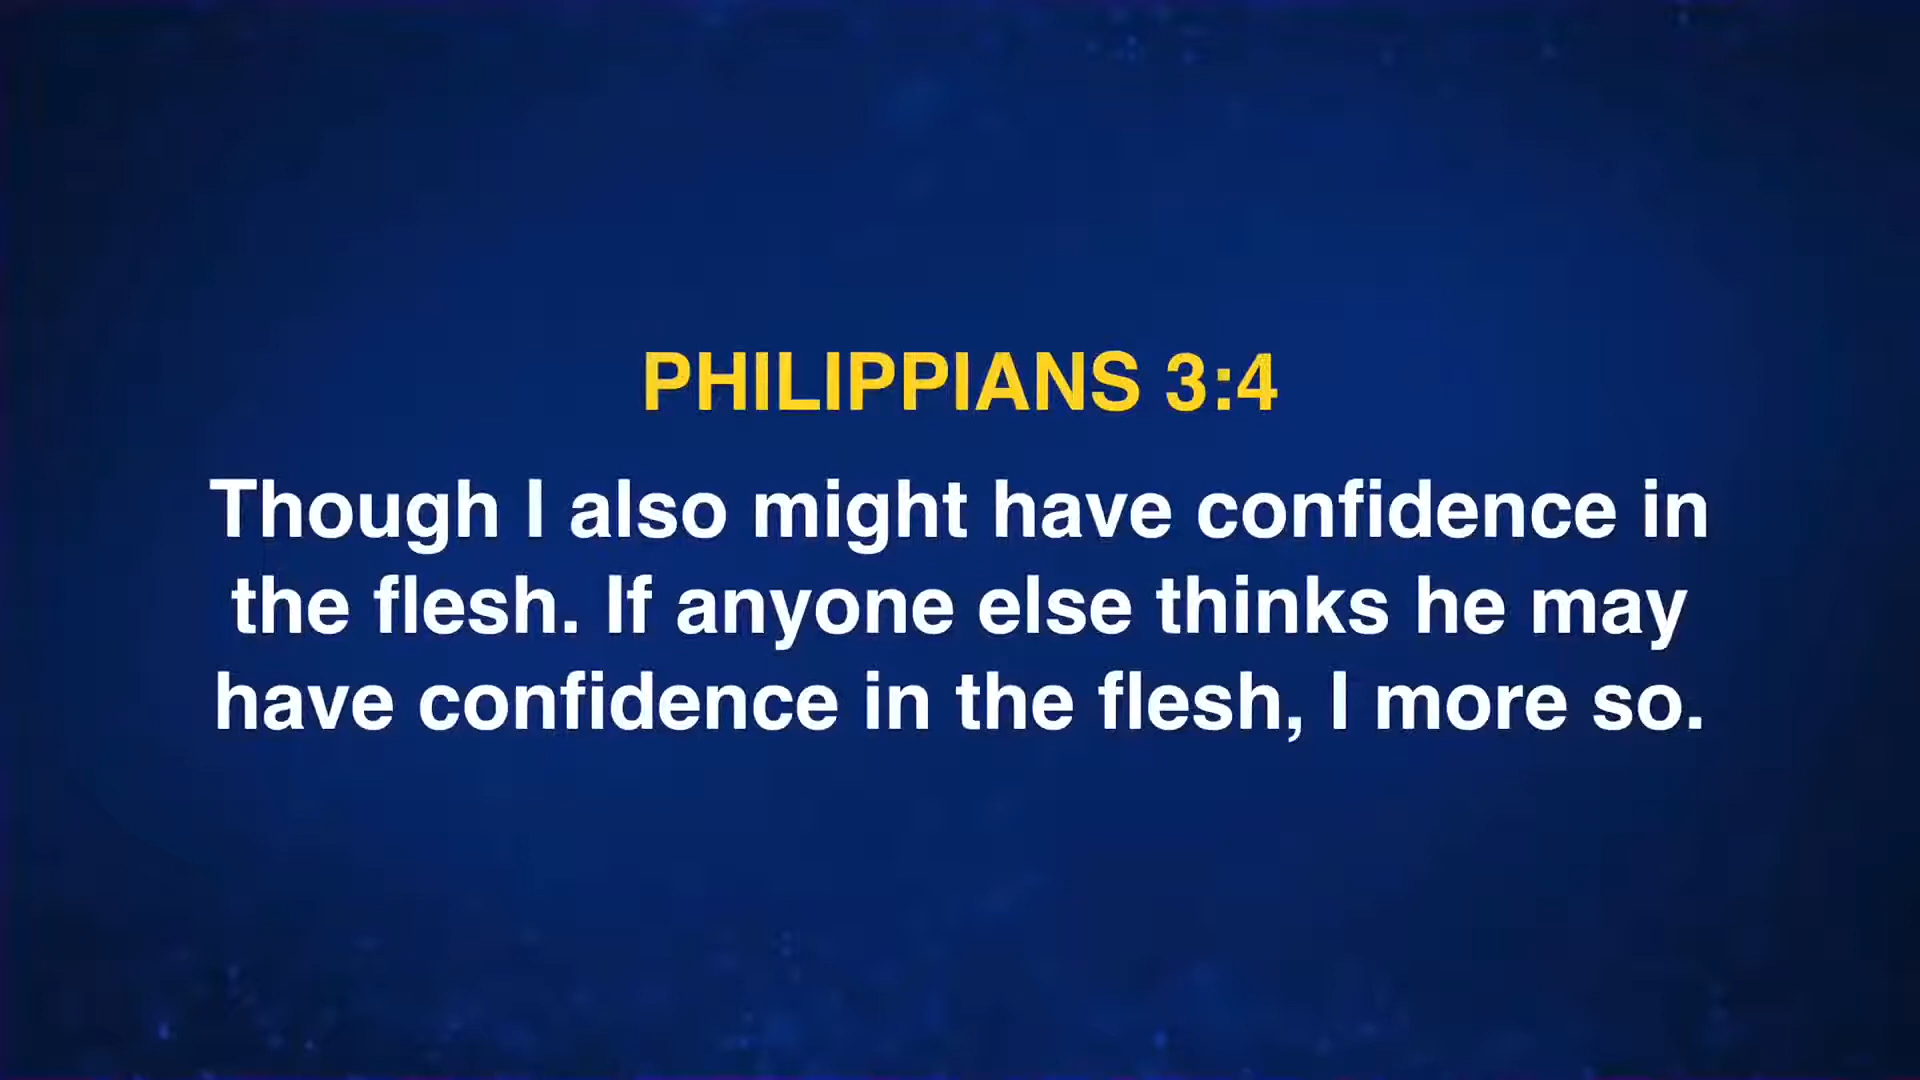 PHILIPPIANS 3:4
Though I also might have confidence in
the flesh. If anyone else thinks he may
have confidence in the flesh, I more so.